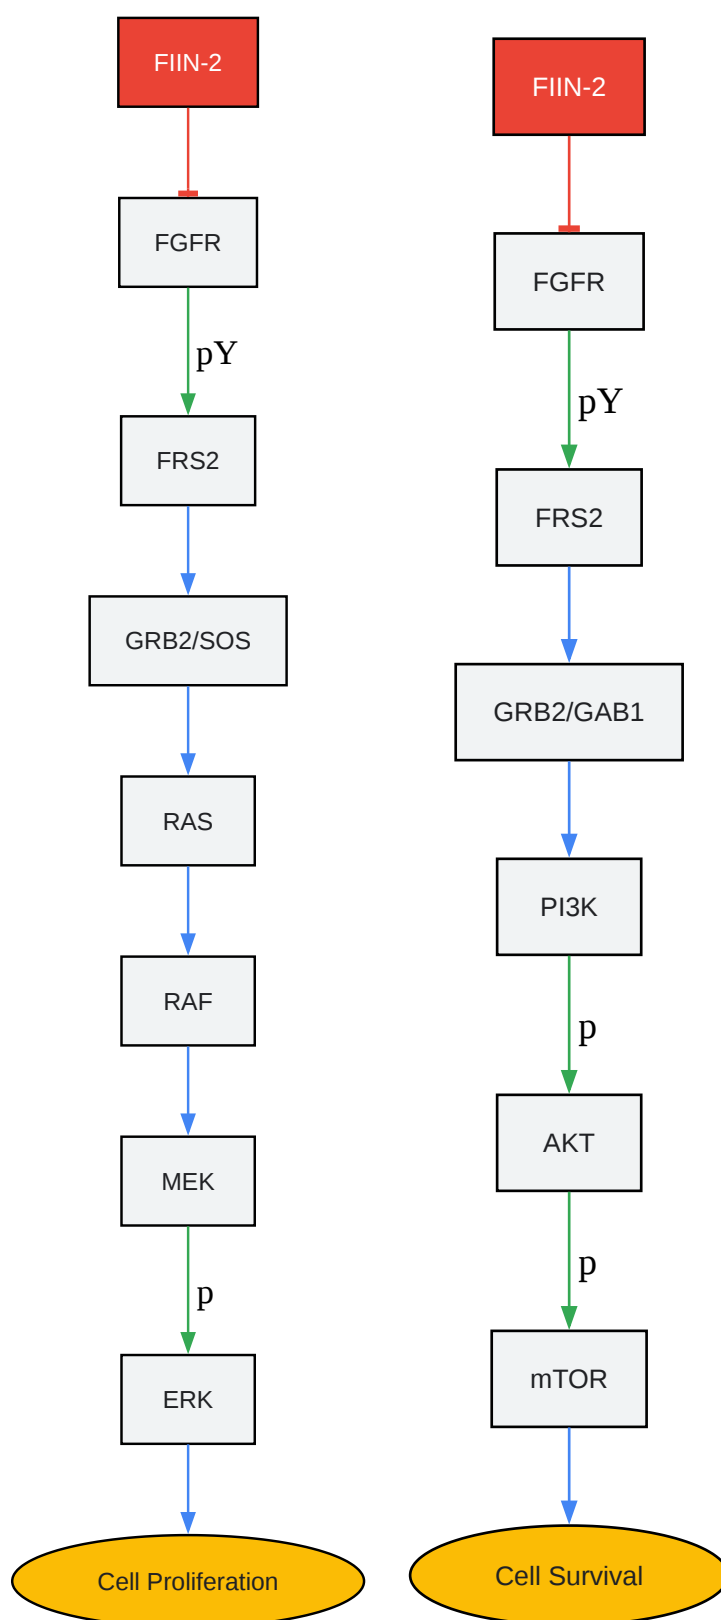 FIIN-2
FGFR
pY
FRS2
GRB2/SOS
RAS
RAF
MEK
p
ERK
Cell Proliferation
FIIN-2
FGFR
pY
FRS2
GRB2/GAB1
PI3K
p
AKT
p
mTOR
Cell Survival